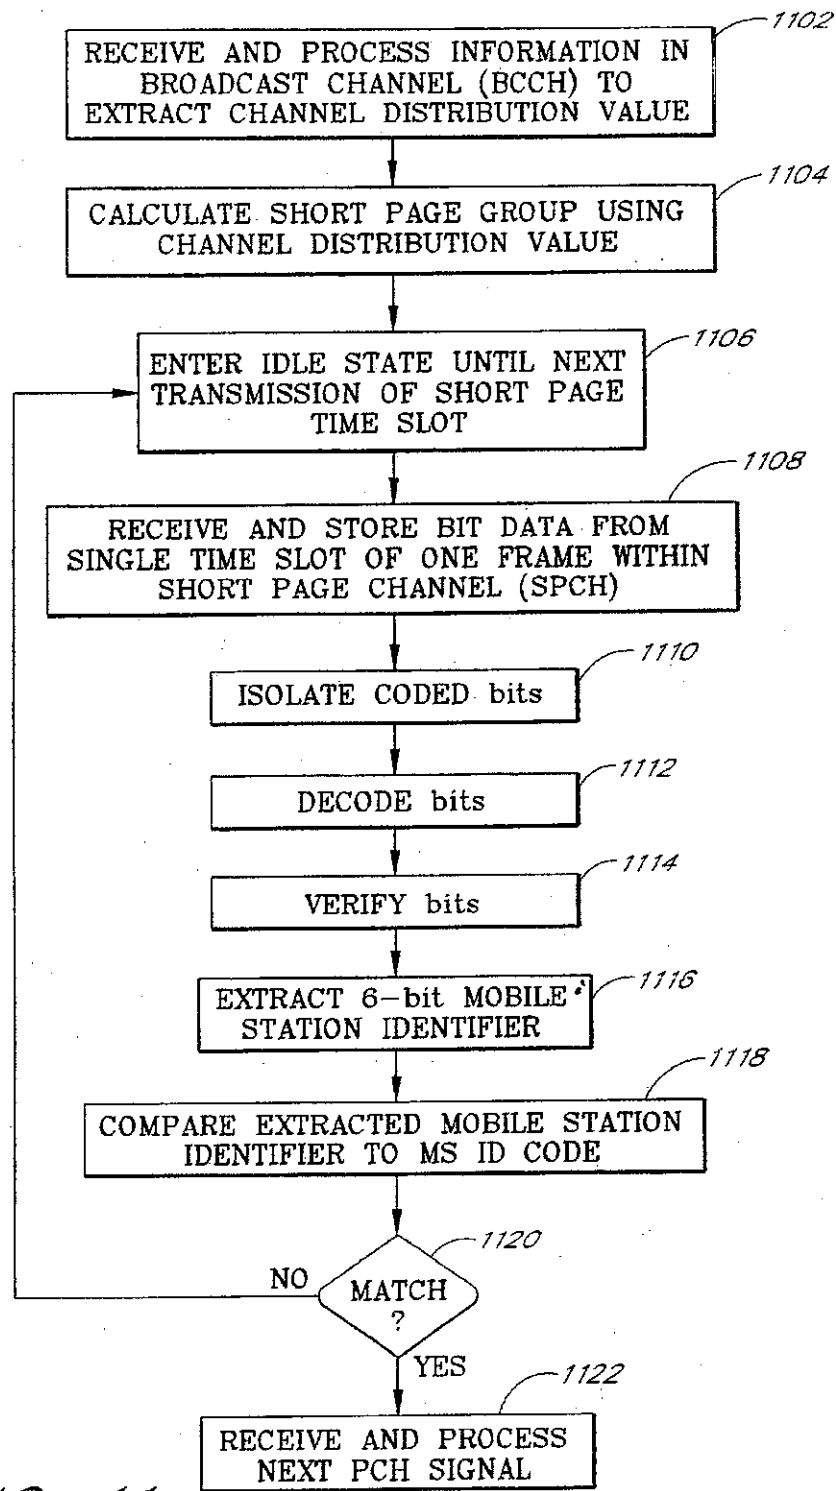 1102
RECEIVE AND PROCESS INFORMATION IN
BROADCAST CHANNEL (BCCH) TO
EXTRACT CHANNEL DISTRIBUTION VALUE
1104
CALCULATE SHORT PAGE GROUP USING
CHANNEL DISTRIBUTION VALUE
1106
ENTER IDLE STATE UNTIL NEXT
TRANSMISSION OF SHORT PAGE
TIME SLOT
1108
RECEIVE AND STORE BIT DATA FROM
SINGLE TIME SLOT OF ONE FRAME WITHIN
SHORT PAGE CHANNEL (SPCH)
1110
ISOLATE CODED bits
1112
DECODE bits
1114
VERIFY bits
1116
EXTRACT 6-bit MOBILE
STATION IDENTIFIER
1118
COMPARE EXTRACTED MOBILE STATION
IDENTIFIER TO MS ID CODE
1120
NO
MATCH
?
YES
1122
RECEIVE AND PROCESS
NEXT PCH SIGNAL